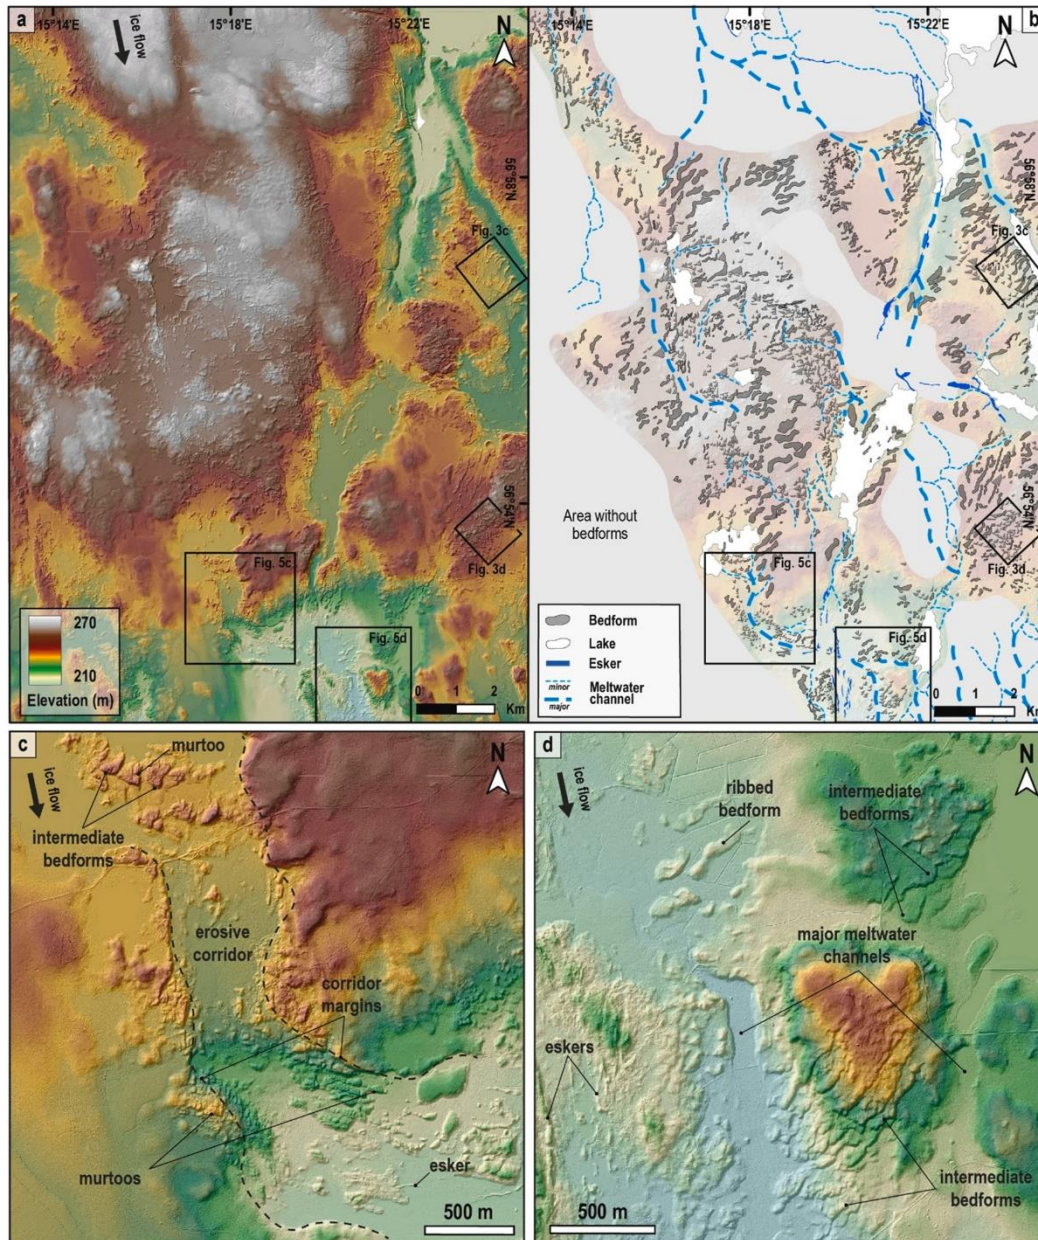 a
15°14'E
15°18'E
15°22'E
N
ice flow
56°58'N
Fig. 3c
56°54'N
Fig. 3d
Fig. 5c
Fig. 5d
270
210
Elevation (m)
0 1 2
Km
b
15°18'E
15°22'E
N
56°58'N
Fig. 3c
56°54'N
Fig. 3d
Area without
bedforms
Fig. 5c
Fig. 5d
Bedform
Lake
Esker
minor
Meltwater
channel
major
0 1 2
Km
c
ice flow
N
murtoo
intermediate
bedforms
erosive
corridor
corridor
margins
murtoos
esker
500 m
d
ice flow
N
ribbed
bedform
intermediate
bedforms
major meltwater
channels
eskers
intermediate
bedforms
500 m